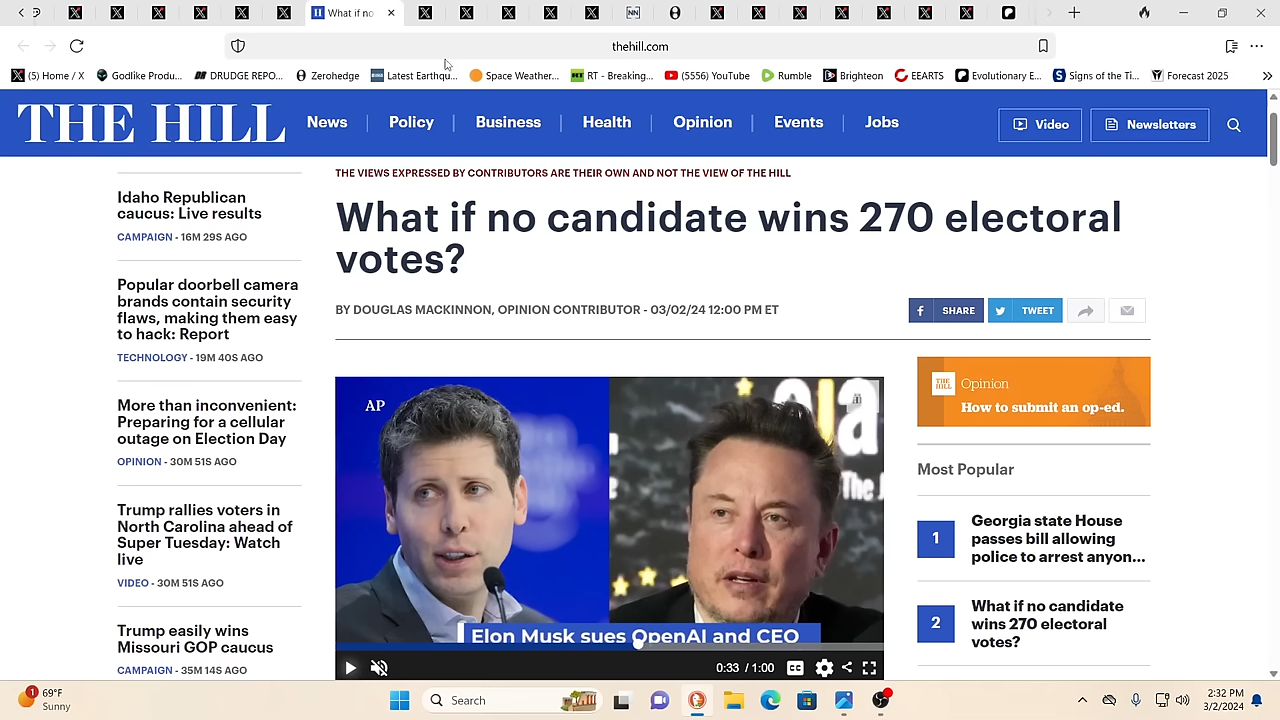 What if no
thehill.com
(5) Home / X
Godlike Produ...
DRUDGE REPO...
Zerohedge
Latest Earthqu...
Space Weather...
RT - Breaking...
(5556) YouTube
Rumble
Brighteon
EEARTS
Evolutionary E...
Signs of the Ti...
Forecast 2025
THE HILL
News
Policy
Business
Health
Opinion
Events
Jobs
Video
Newsletters
Idaho Republican
caucus: Live results
CAMPAIGN - 16M 29S AGO
Popular doorbell camera
brands contain security
flaws, making them easy
to hack: Report
TECHNOLOGY - 19M 40S AGO
More than inconvenient:
Preparing for a cellular
outage on Election Day
OPINION - 30M 51S AGO
Trump rallies voters in
North Carolina ahead of
Super Tuesday: Watch
live
VIDEO - 30M 51S AGO
Trump easily wins
Missouri GOP caucus
CAMPAIGN - 35M 14S AGO
THE VIEWS EXPRESSED BY CONTRIBUTORS ARE THEIR OWN AND NOT THE VIEW OF THE HILL
What if no candidate wins 270 electoral
votes?
BY DOUGLAS MACKINNON, OPINION CONTRIBUTOR - 03/02/24 12:00 PM ET
SHARE
TWEET
AP
Elon Musk sues OpenAI and CEO
0:33 / 1:00
CC
THE HILL
Opinion
How to submit an op-ed.
Most Popular
1
Georgia state House
passes bill allowing
police to arrest anyon...
2
What if no candidate
wins 270 electoral
votes?
1
69°F
Sunny
Search
2:32 PM
3/2/2024